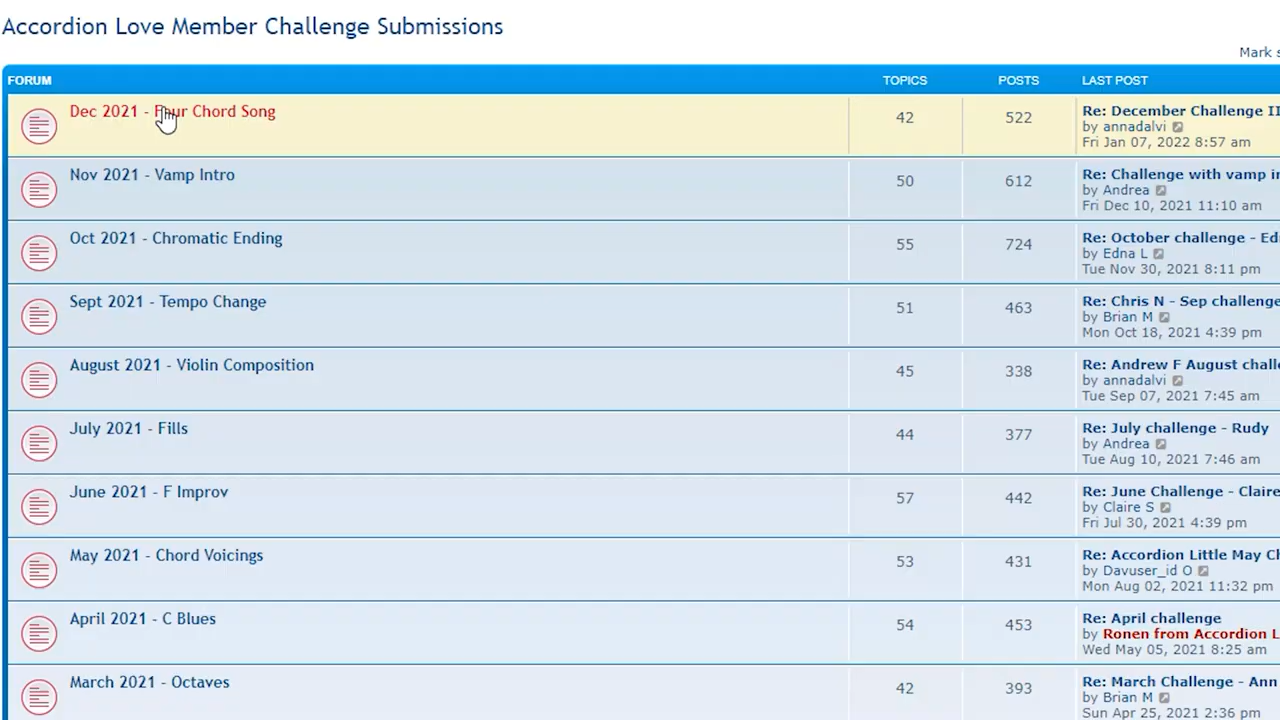 Accordion Love Member Challenge Submissions
Mark
FORUM TOPICS POSTS LAST POST
Dec 2021 - Four Chord Song 42 522 Re: December Challenge II
by annadalvi
Fri Jan 07, 2022 8:57 am
Nov 2021 - Vamp Intro 50 612 Re: Challenge with vamp in
by Andrea
Fri Dec 10, 2021 11:10 am
Oct 2021 - Chromatic Ending 55 724 Re: October challenge - Ed
by Edna L
Tue Nov 30, 2021 8:11 pm
Sept 2021 - Tempo Change 51 463 Re: Chris N - Sep challenge
by Brian M
Mon Oct 18, 2021 4:39 pm
August 2021 - Violin Composition 45 338 Re: Andrew F August chall
by annadalvi
Tue Sep 07, 2021 7:45 am
July 2021 - Fills 44 377 Re: July challenge - Rudy
by Andrea
Tue Aug 10, 2021 7:46 am
June 2021 - F Improv 57 442 Re: June Challenge - Claire
by Claire S
Fri Jul 30, 2021 4:39 pm
May 2021 - Chord Voicings 53 431 Re: Accordion Little May Ch
by Davuser_id O
Mon Aug 02, 2021 11:32 pm
April 2021 - C Blues 54 453 Re: April challenge
by Ronen from Accordion L
Wed May 05, 2021 8:25 am
March 2021 - Octaves 42 393 Re: March Challenge - Ann
by Brian M
Sun Apr 25, 2021 2:36 pm